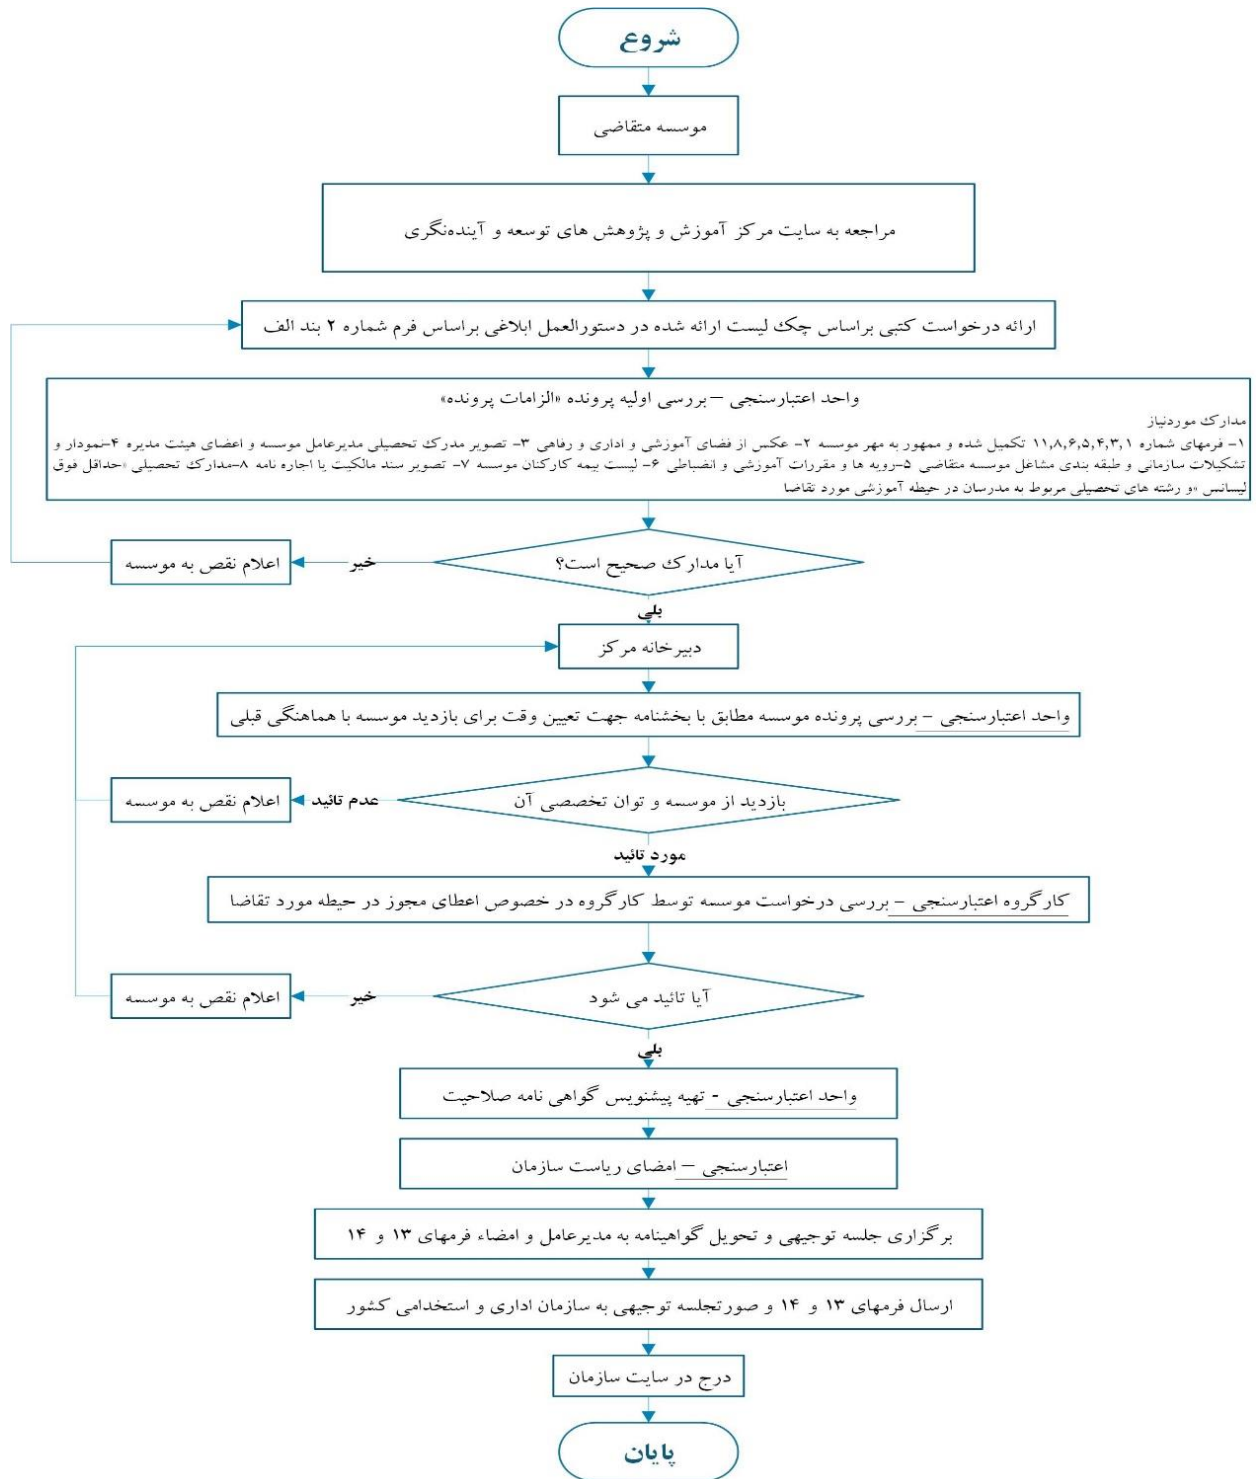 شروع
موسسه متقاضی
مراجعه به سایت مرکز آموزش و پژوهش های توسعه و آینده‌نگری
ارائه درخواست کتبی براساس چک لیست ارائه شده در دستورالعمل ابلاغی براساس فرم شماره ۲ بند الف
واحد اعتبارسنجی – بررسی اولیه پرونده «الزامات پرونده»
مدارک موردنیاز
۱- فرمهای شماره ۱۱,۸,۶,۵,۴,۳,۱ تکمیل شده و ممهور به مهر موسسه ۲- عکس از فضای آموزشی و اداری و رفاهی ۳- تصویر مدرک تحصیلی مدیرعامل موسسه و اعضای هیئت مدیره ۴-نمودار و
تشکیلات سازمانی و طبقه بندی مشاغل موسسه متقاضی ۵-رویه ها و مقررات آموزشی و انضباطی ۶- لیست بیمه کارکنان موسسه ۷- تصویر سند مالکیت یا اجاره نامه ۸-مدارک تحصیلی «حداقل فوق
لیسانس «و رشته های تحصیلی مربوط به مدرسان در حیطه آموزشی مورد تقاضا
آیا مدارک صحیح است؟
خیر
اعلام نقص به موسسه
بلی
دبیرخانه مرکز
واحد اعتبارسنجی – بررسی پرونده موسسه مطابق با بخشنامه جهت تعیین وقت برای بازدید موسسه با هماهنگی قبلی
بازدید از موسسه و توان تخصصی آن
عدم تائید
اعلام نقص به موسسه
مورد تائید
کارگروه اعتبارسنجی – بررسی درخواست موسسه توسط کارگروه در خصوص اعطای مجوز در حیطه مورد تقاضا
آیا تائید می شود
خیر
اعلام نقص به موسسه
بلی
واحد اعتبارسنجی - تهیه پیشنویس گواهی نامه صلاحیت
اعتبارسنجی – امضای ریاست سازمان
برگزاری جلسه توجیهی و تحویل گواهینامه به مدیرعامل و امضاء فرمهای ۱۳ و ۱۴
ارسال فرمهای ۱۳ و ۱۴ و صورتجلسه توجیهی به سازمان اداری و استخدامی کشور
درج در سایت سازمان
پایان